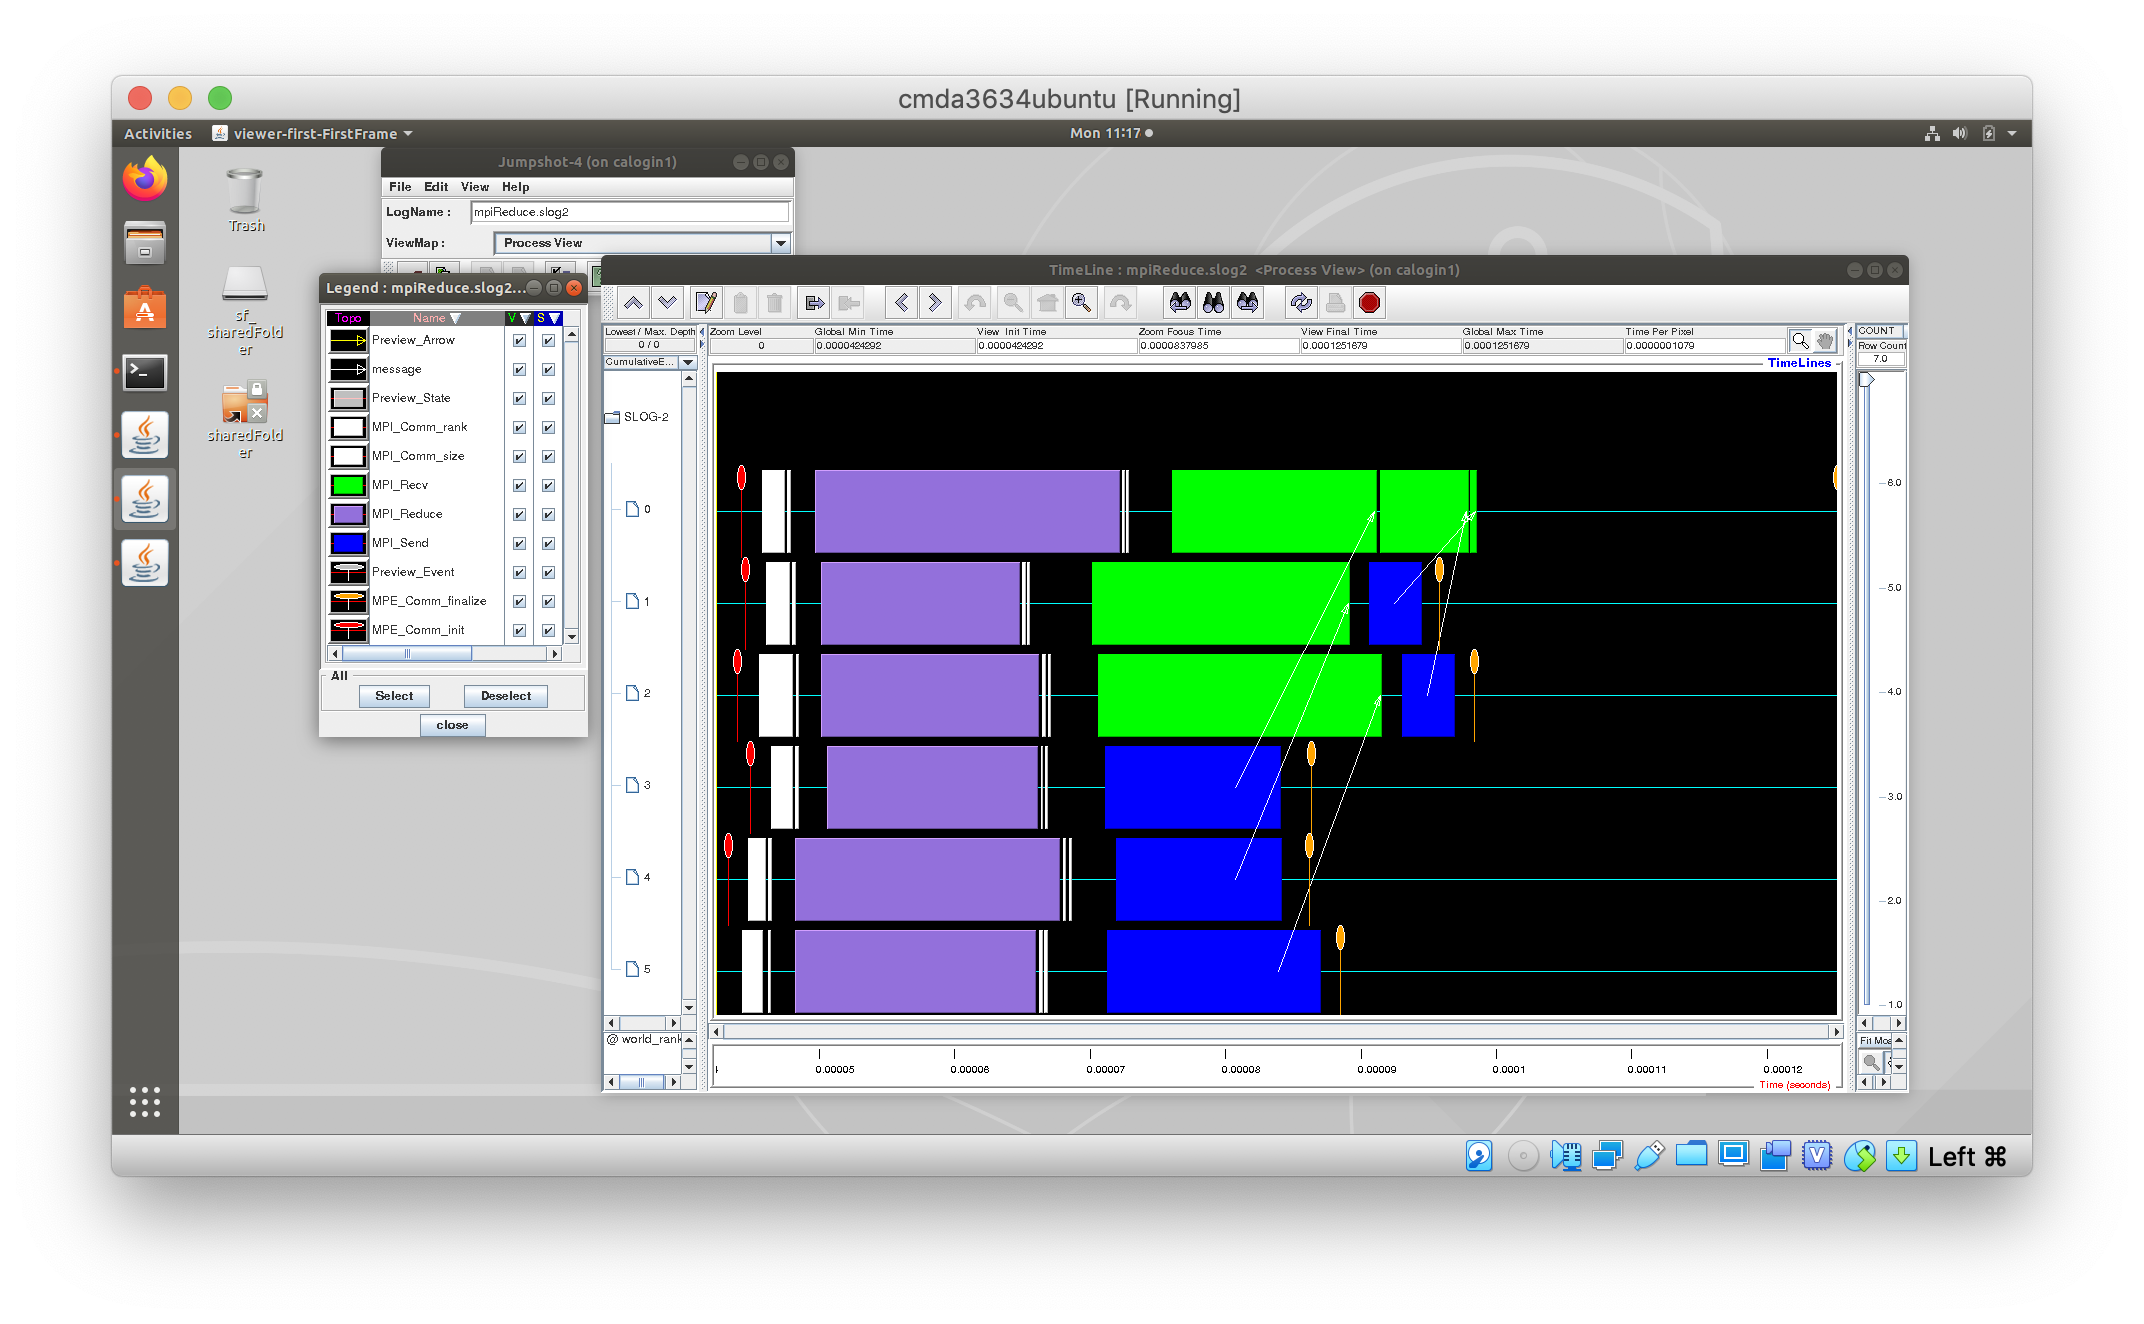 cmda3634ubuntu [Running]
Activities
viewer-first-FirstFrame
Mon 11:17
Trash
sf_
sharedFold
er
sharedFold
er
Jumpshot-4 (on calogin1)
File Edit View Help
LogName : mpiReduce.slog2
ViewMap : Process View
Legend : mpiReduce.slog2...
Topo Name V S
Preview_Arrow
message
Preview_State
MPI_Comm_rank
MPI_Comm_size
MPI_Recv
MPI_Reduce
MPI_Send
Preview_Event
MPE_Comm_finalize
MPE_Comm_init
All
Select Deselect
close
TimeLine : mpiReduce.slog2 <Process View> (on calogin1)
Lowest / Max. Depth Zoom Level Global Min Time View Init Time Zoom Focus Time View Final Time Global Max Time Time Per Pixel
0 / 0 0 0.0000424292 0.0000424292 0.0000837985 0.0001251679 0.0001251679 0.0000001079
CumulativeE...
TimeLines
SLOG-2
0
1
2
3
4
5
@ world_rank
0.00005 0.00006 0.00007 0.00008 0.00009 0.0001 0.00011 0.00012
Time (seconds)
COUNT
Row Count
7.0
6.0
5.0
4.0
3.0
2.0
1.0
Fit Mos
Left ⌘